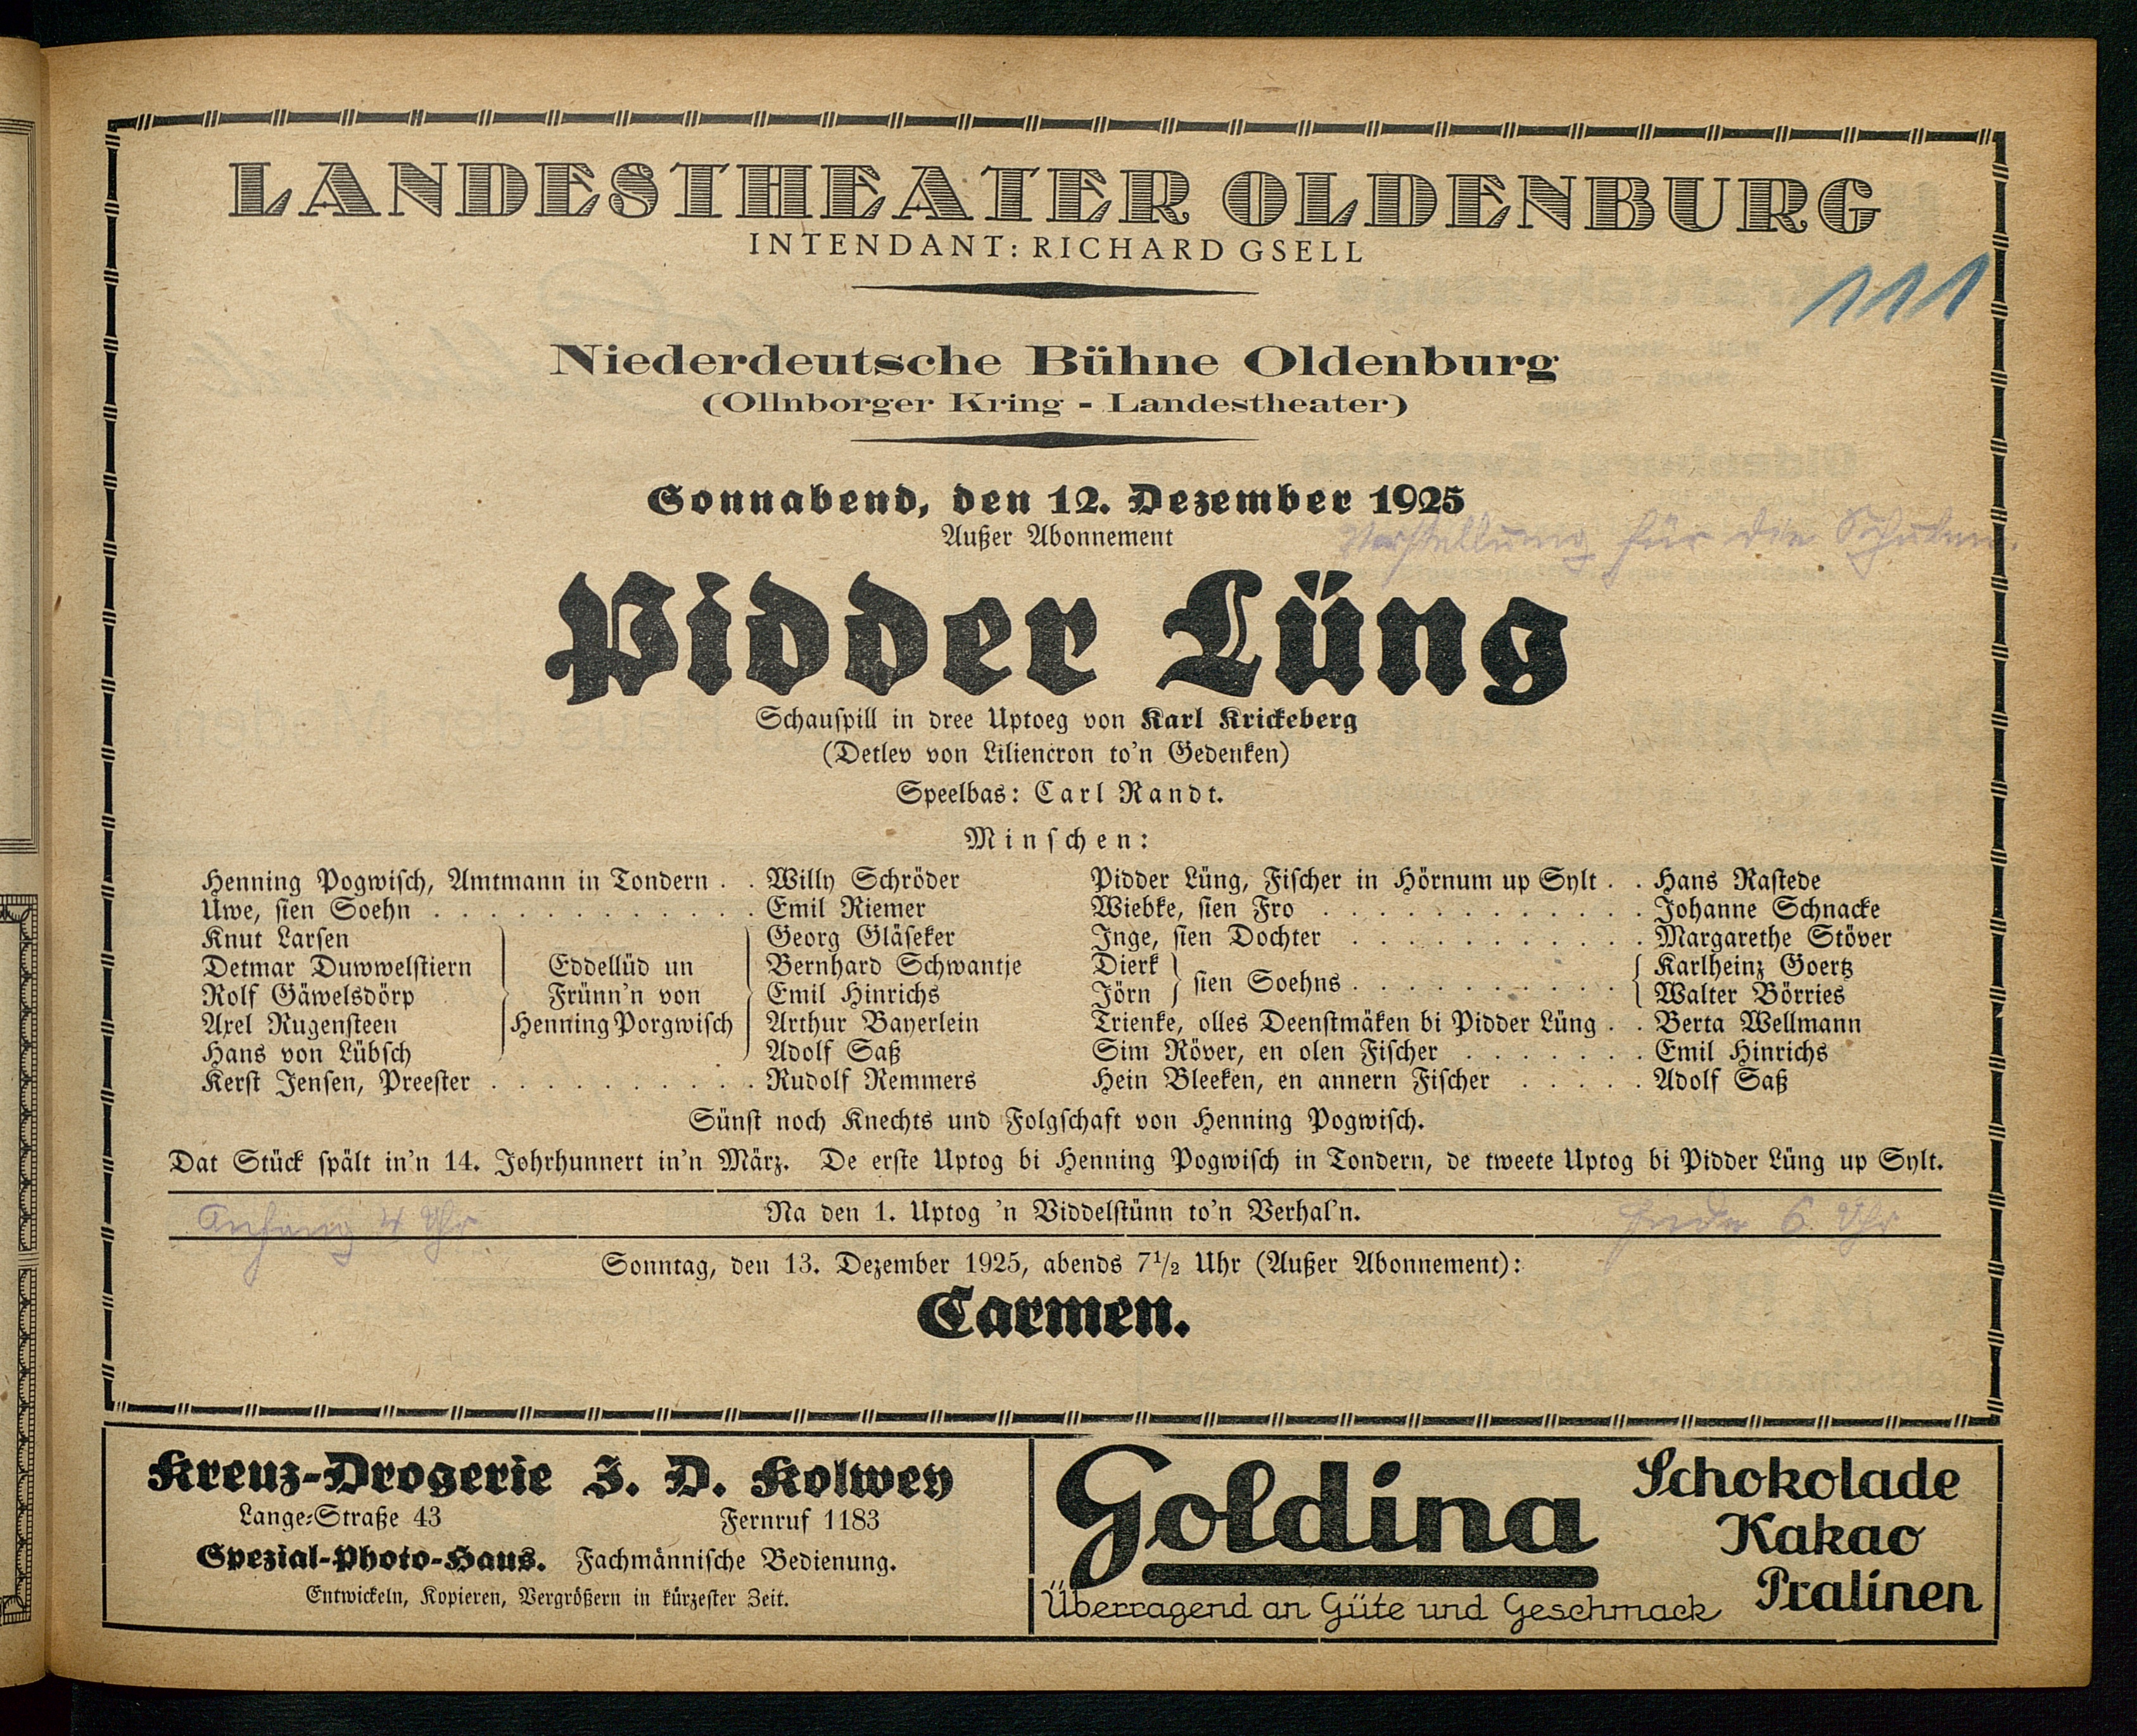 LANDESTHEATER OLDENBURG
INTENDANT: RICHARD GSELL
111
Niederdeutsche Bühne Oldenburg
(Ollnborger Kring - Landestheater)
Sonnabend, den 12. Dezember 1925
Außer Abonnement
Vorstellung für die Schulen.
Pidder Lüng
Schauspill in dree Uptoeg von Karl Krickeberg
(Detlev von Liliencron to'n Gedenken)
Speelbas: Carl Randt.
Minschen:
Henning Pogwisch, Amtmann in Tondern . . Willy Schröder
Uwe, sien Soehn . . . . . . . . . . . . Emil Riemer
Knut Larsen Georg Gläseker
Detmar Duwwelstiern Eddellüd un Bernhard Schwantje
Rolf Gäwelsdörp Frünn'n von Emil Hinrichs
Axel Rugensteen Henning Porgwisch Arthur Bayerlein
Hans von Lübsch Adolf Saß
Kerst Jensen, Preester . . . . . . . . . . Rudolf Remmers
Pidder Lüng, Fischer in Hörnum up Sylt . . Hans Rastede
Wiebke, sien Fro . . . . . . . . . . . . Johanne Schnacke
Inge, sien Dochter . . . . . . . . . . . Margarethe Stöver
Dierk Karlheinz Goertz
sien Soehns . . . . . . . . . .
Jörn Walter Börries
Trienke, olles Deenstmäken bi Pidder Lüng . . Berta Wellmann
Sim Röver, en olen Fischer . . . . . . . Emil Hinrichs
Hein Bleeken, en annern Fischer . . . . . Adolf Saß
Sünst noch Knechts und Folgschaft von Henning Pogwisch.
Dat Stück spält in'n 14. Johrhunnert in'n März. De erste Uptog bi Henning Pogwisch in Tondern, de tweete Uptog bi Pidder Lüng up Sylt.
Anfang 4 Uhr. Na den 1. Uptog 'n Viddelstünn to'n Verhal'n. Ende 6 Uhr
Sonntag, den 13. Dezember 1925, abends 7½ Uhr (Außer Abonnement):
Carmen.
Kreuz-Drogerie J. D. Kolwey
Lange-Straße 43 Fernruf 1183
Spezial-Photo-Haus. Fachmännische Bedienung.
Entwickeln, Kopieren, Vergrößern in kürzester Zeit.
Goldina
Überragend an Güte und Geschmack
Schokolade
Kakao
Pralinen